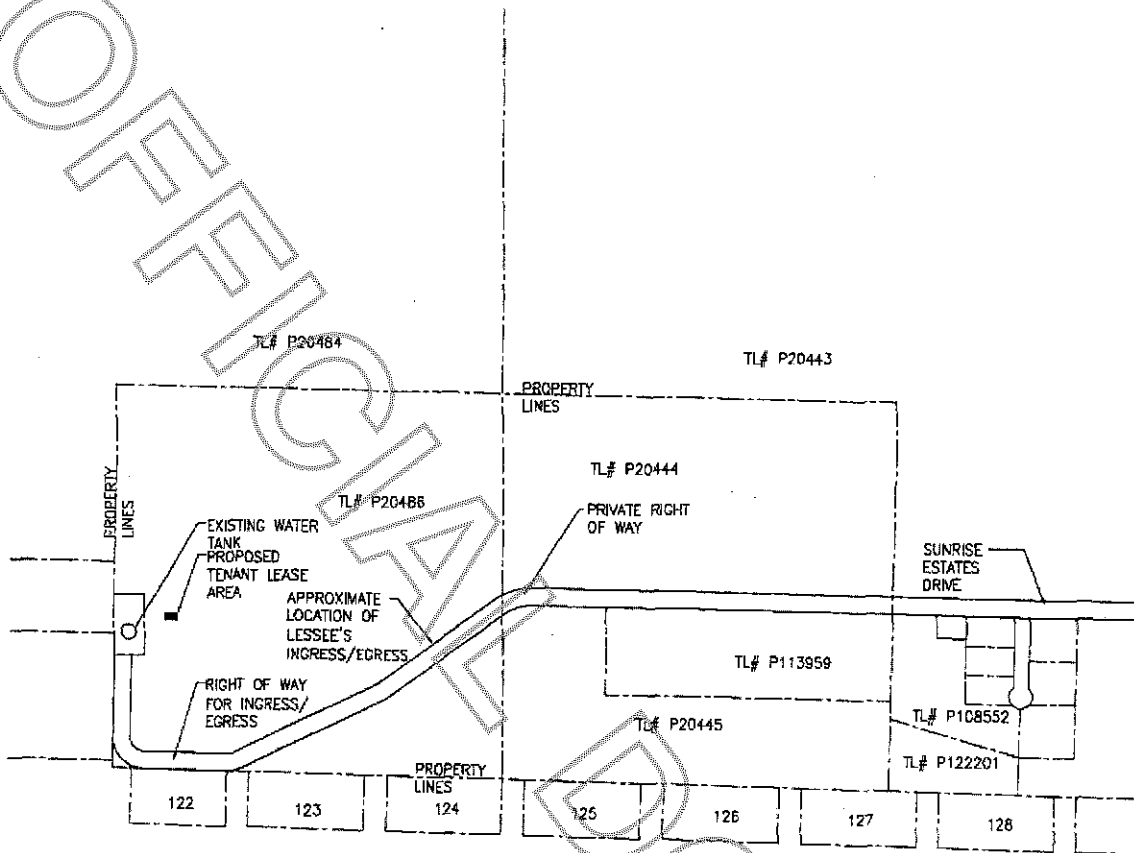 OFFICIAL D
TL# P20484
TL# P20443
PROPERTY
LINES
TL# P20444
PROPERTY
LINES
TL# P20486
PRIVATE RIGHT
OF WAY
EXISTING WATER
TANK
PROPOSED
TENANT LEASE
AREA
SUNRISE
ESTATES
DRIVE
APPROXIMATE
LOCATION OF
LESSEE'S
INGRESS/EGRESS
TL# P113959
RIGHT OF WAY
FOR INGRESS/
EGRESS
TL# P20445
TL# P108552
TL# P122201
PROPERTY
LINES
122
123
124
125
126
127
128